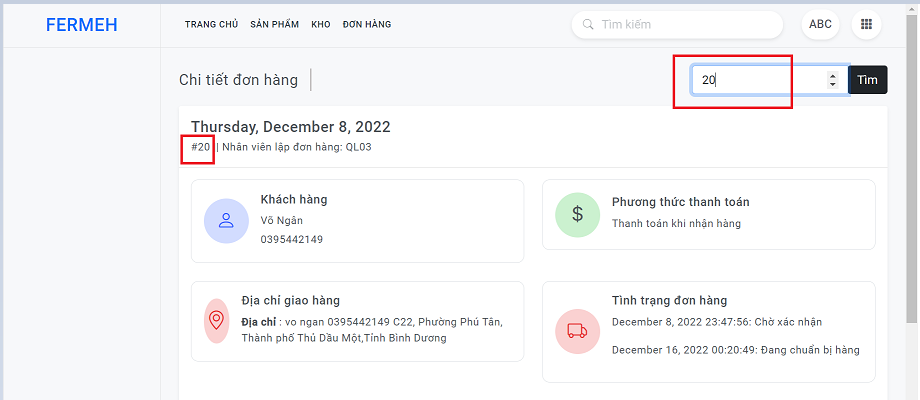 FERMEH
TRANG CHỦ SẢN PHẨM KHO ĐƠN HÀNG
Tìm kiếm
ABC
Chi tiết đơn hàng
20
Tìm
Thursday, December 8, 2022
#20 | Nhân viên lập đơn hàng: QL03
Khách hàng
Võ Ngân
0395442149
Phương thức thanh toán
Thanh toán khi nhận hàng
Địa chỉ giao hàng
Địa chỉ : vo ngan 0395442149 C22, Phường Phú Tân,
Thành phố Thủ Dầu Một,Tỉnh Bình Dương
Tình trạng đơn hàng
December 8, 2022 23:47:56: Chờ xác nhận
December 16, 2022 00:20:49: Đang chuẩn bị hàng